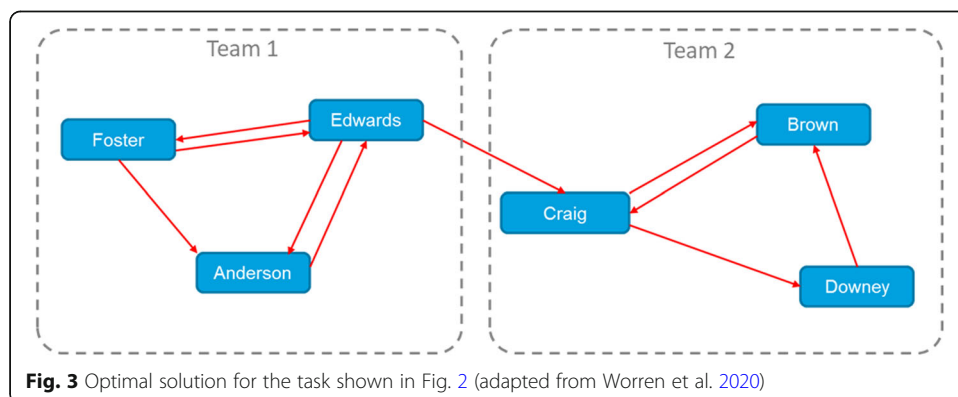 Team 1
Team 2
Foster
Edwards
Brown
Craig
Anderson
Downey
Fig. 3 Optimal solution for the task shown in Fig. 2 (adapted from Worren et al. 2020)